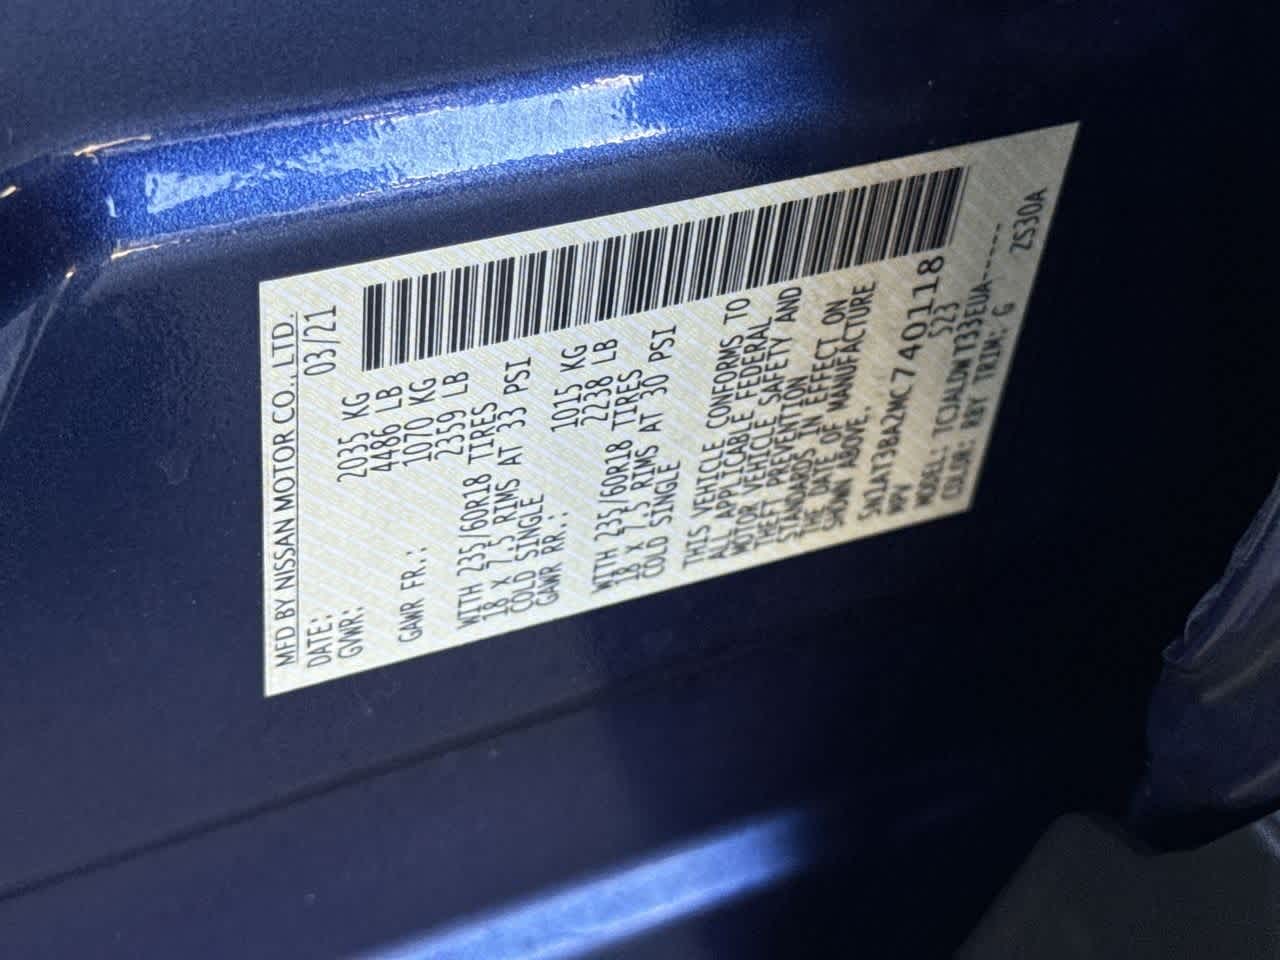 MFD BY NISSAN MOTOR CO., LTD.
DATE: 03/21
GVWR: 2035 KG
4486 LB
GAWR FR.: 1070 KG
2359 LB
WITH 235/60R18 TIRES
18 X 7.5 RIMS AT 33 PSI
COLD SINGLE
GAWR RR.: 1015 KG
2238 LB
WITH 235/60R18 TIRES
18 X 7.5 RIMS AT 30 PSI
COLD SINGLE
THIS VEHICLE CONFORMS TO
ALL APPLICABLE FEDERAL
MOTOR VEHICLE SAFETY AND
THEFT PREVENTION
STANDARDS IN EFFECT ON
THE DATE OF MANUFACTURE
SHOWN ABOVE.
5N1AT3BA2MC740118
MPV 523
MODEL: TCJALDWT33EUA-----
COLOR: RBY TRIM: G ZS30A